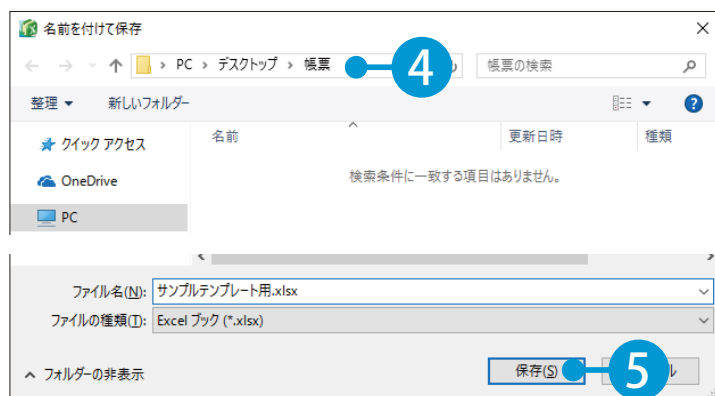 名前を付けて保存
PC › デスクトップ › 帳票 4 帳票の検索
整理 新しいフォルダー
名前 更新日時 種類
クイック アクセス
検索条件に一致する項目はありません。
OneDrive
PC
ファイル名(N): サンプルテンプレート用.xlsx
ファイルの種類(T): Excel ブック (*.xlsx)
フォルダーの非表示 保存(S) 5 ル